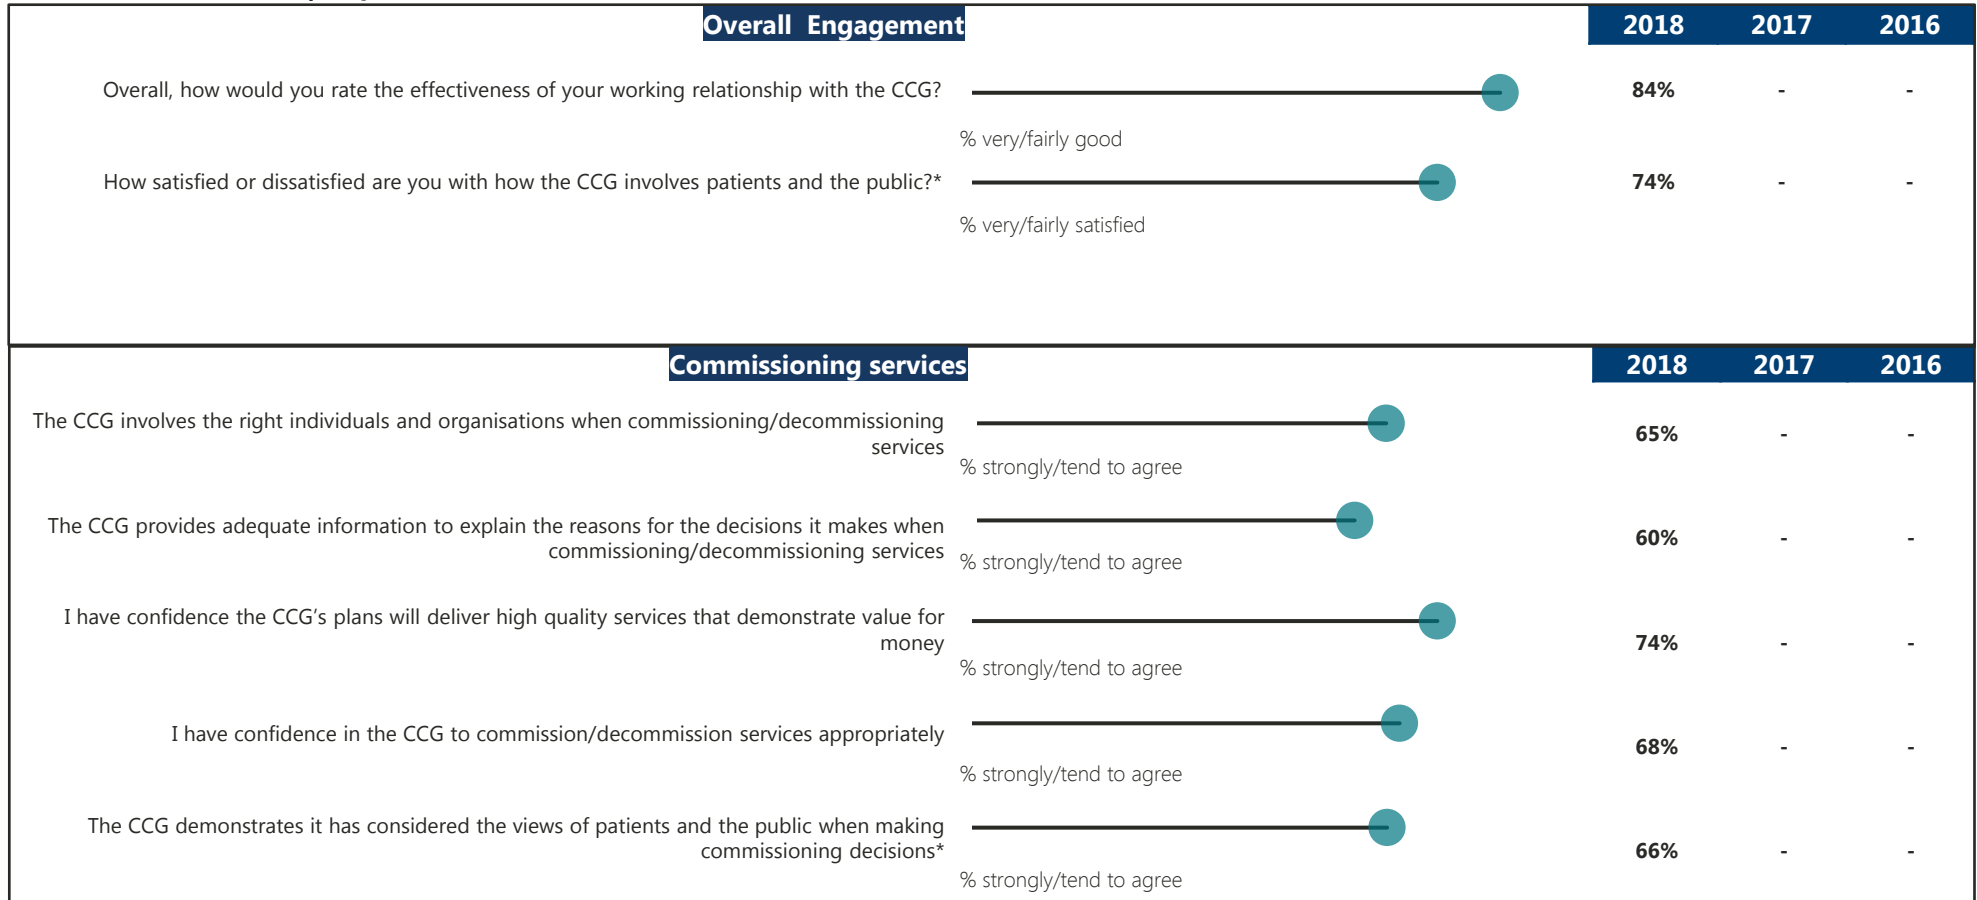 Overall Engagement 2018 2017 2016
Overall, how would you rate the effectiveness of your working relationship with the CCG? 84% - -
% very/fairly good
How satisfied or dissatisfied are you with how the CCG involves patients and the public?* 74% - -
% very/fairly satisfied
Commissioning services 2018 2017 2016
The CCG involves the right individuals and organisations when commissioning/decommissioning
services
65% - -
% strongly/tend to agree
The CCG provides adequate information to explain the reasons for the decisions it makes when
commissioning/decommissioning services
60% - -
% strongly/tend to agree
I have confidence the CCG’s plans will deliver high quality services that demonstrate value for
money
74% - -
% strongly/tend to agree
I have confidence in the CCG to commission/decommission services appropriately
68% - -
% strongly/tend to agree
The CCG demonstrates it has considered the views of patients and the public when making
commissioning decisions*
66% - -
% strongly/tend to agree